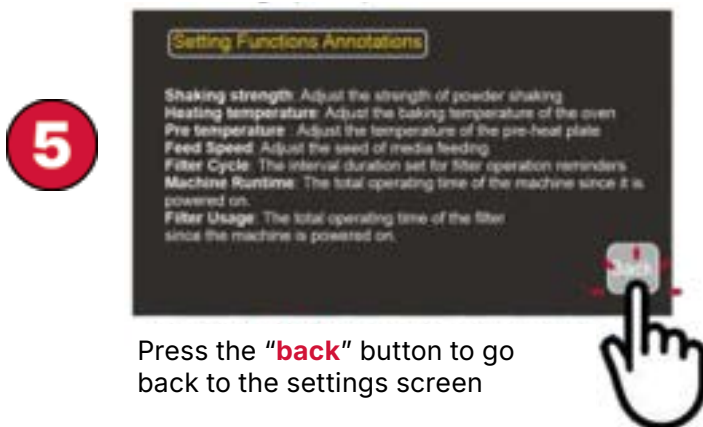 Setting Functions Annotations
Shaking strength: Adjust the strength of powder shaking
Heating temperature: Adjust the baking temperature of the oven
Pre temperature : Adjust the temperature of the pre-heat plate
Feed Speed: Adjust the seed of media feeding
Filter Cycle: The interval duration set for filter operation reminders
Machine Runtime: The total operating time of the machine since it is
powered on.
Filter Usage: The total operating time of the filter
since the machine is powered on.
5
Back
Press the “back” button to go
back to the settings screen